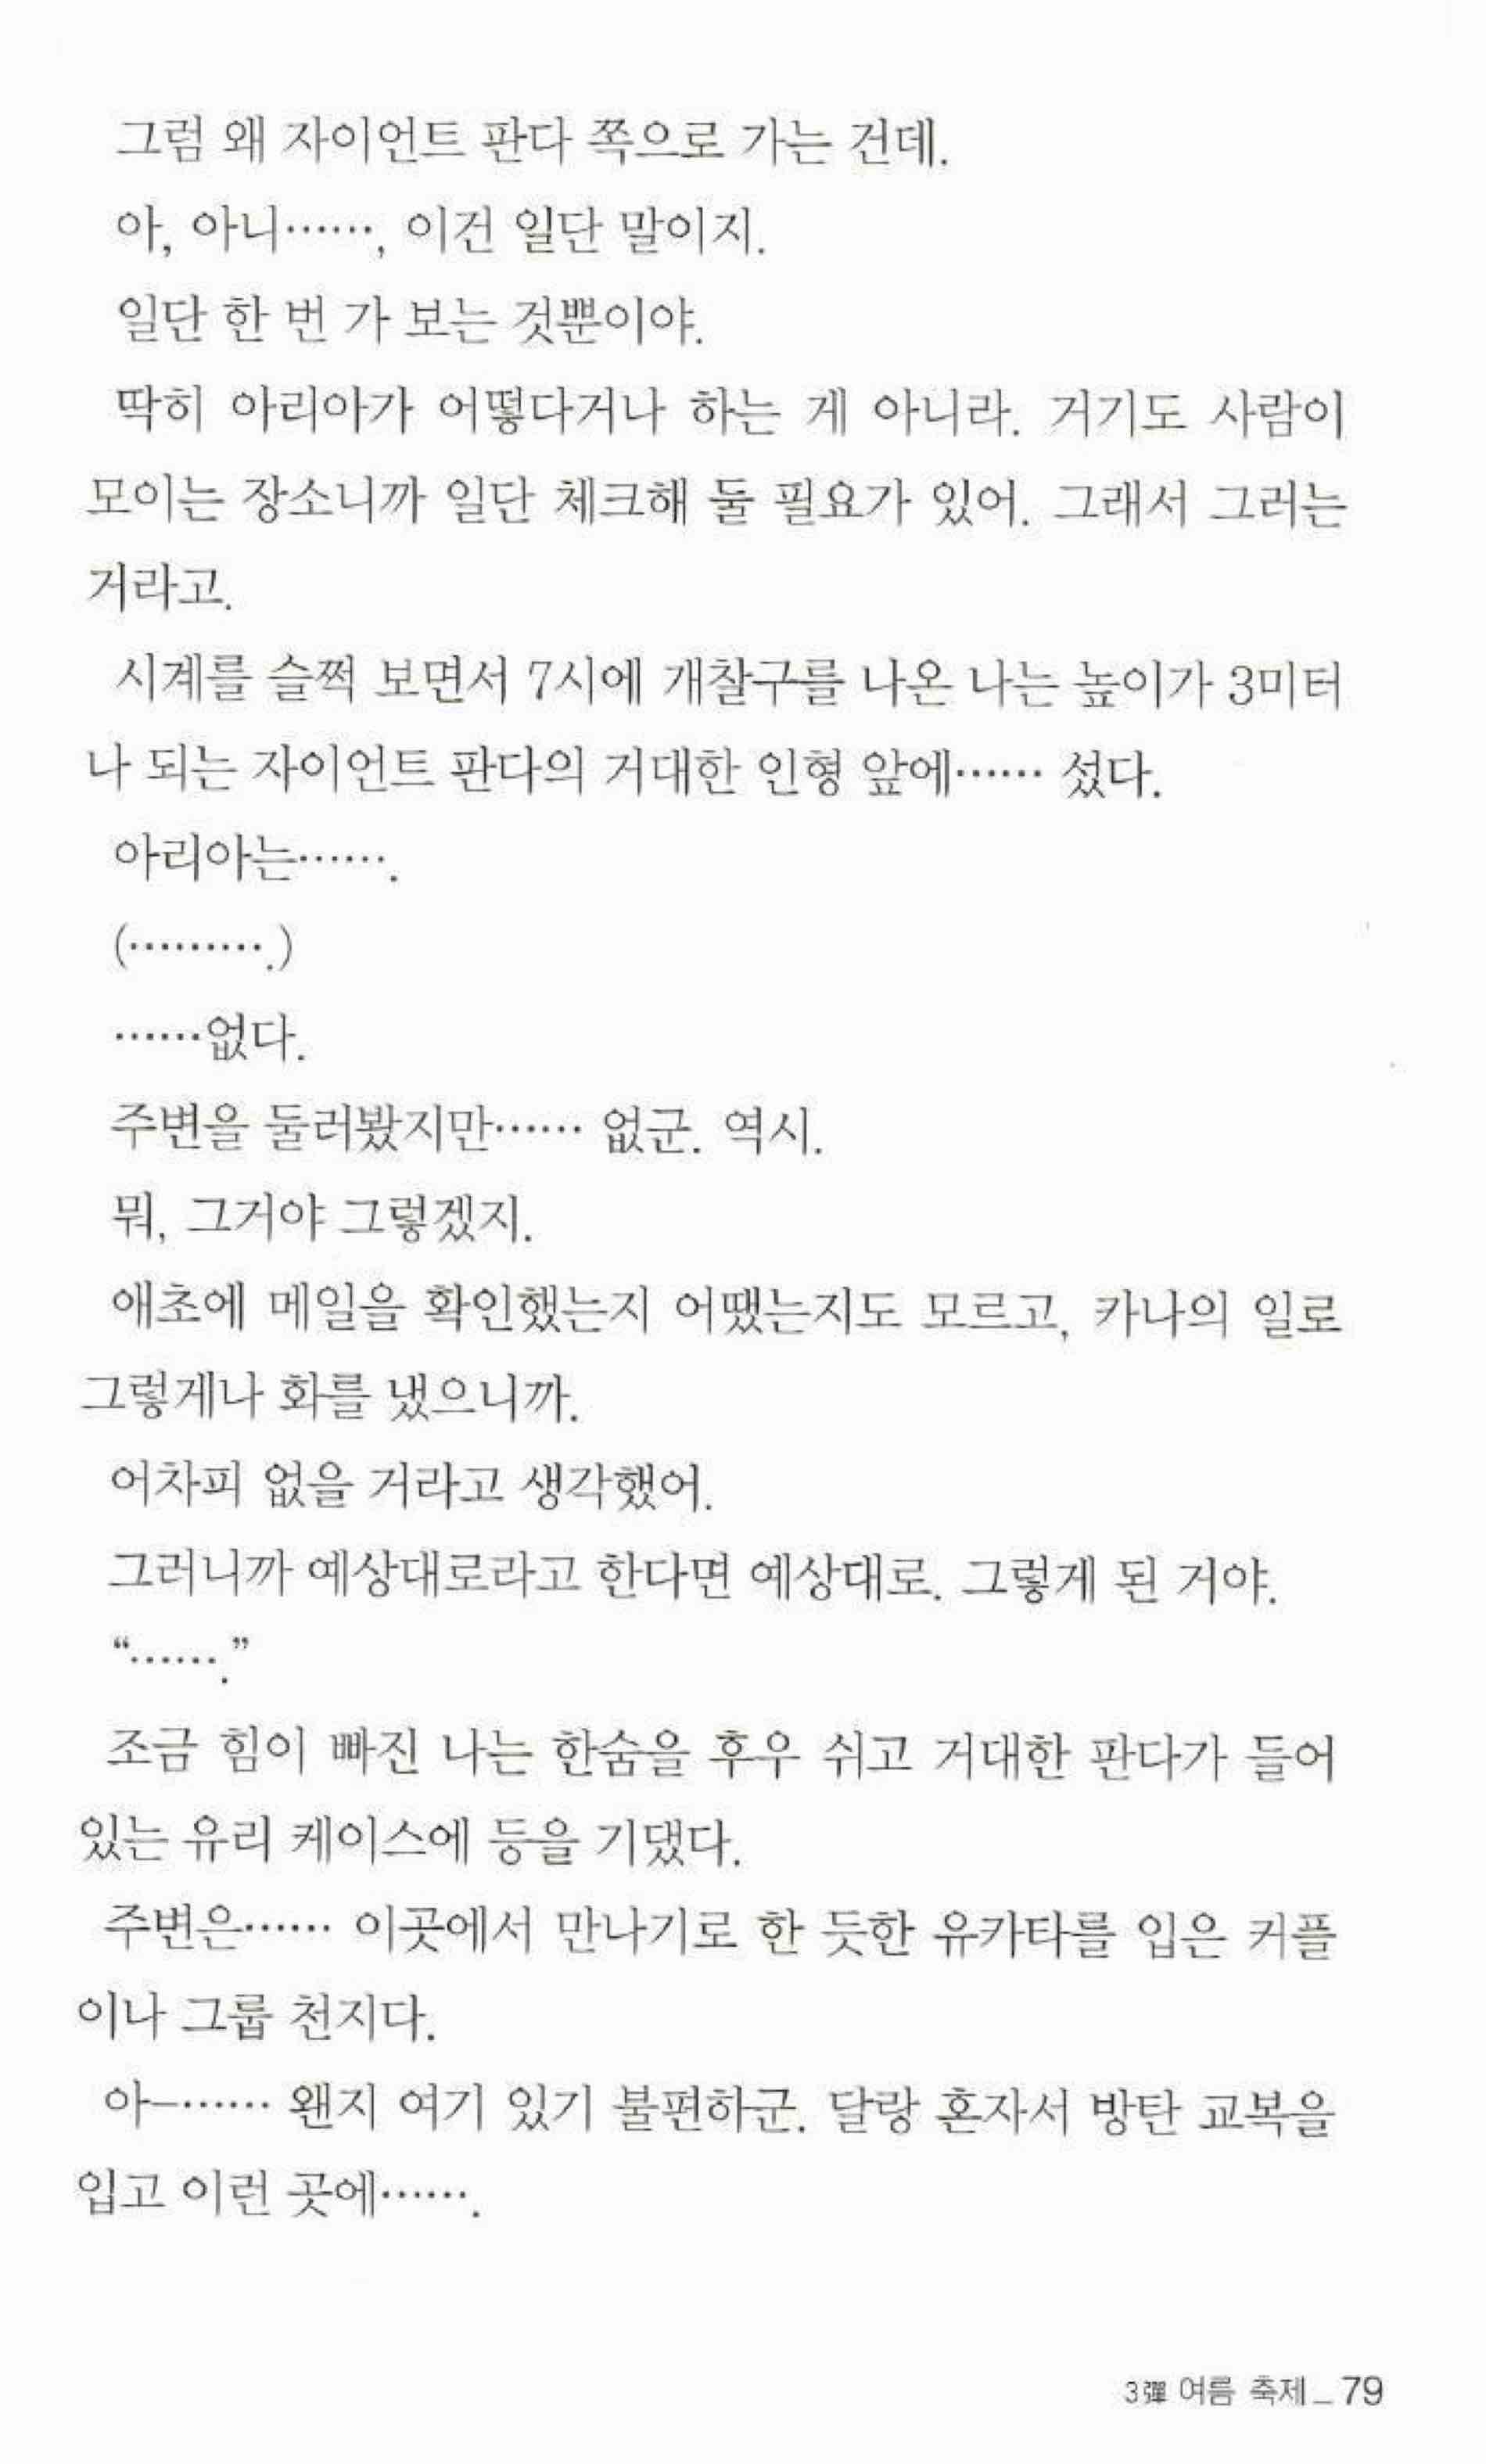 그럼 왜 자이언트 판다 쪽으로 가는 건데.
아, 아니……, 이건 일단 말이지.
일단 한 번 가 보는 것뿐이야.
딱히 아리아가 어떻다거나 하는 게 아니라. 거기도 사람이
모이는 장소니까 일단 체크해 둘 필요가 있어. 그래서 그러는
거라고.
시계를 슬쩍 보면서 7시에 개찰구를 나온 나는 높이가 3미터
나 되는 자이언트 판다의 거대한 인형 앞에…… 섰다.
아리아는…….
(……….)
……없다.
주변을 둘러봤지만…… 없군. 역시.
뭐, 그거야 그렇겠지.
애초에 메일을 확인했는지 어땠는지도 모르고, 카나의 일로
그렇게나 화를 냈으니까.
어차피 없을 거라고 생각했어.
그러니까 예상대로라고 한다면 예상대로. 그렇게 된 거야.
“…….”
조금 힘이 빠진 나는 한숨을 후우 쉬고 거대한 판다가 들어
있는 유리 케이스에 등을 기댔다.
주변은…… 이곳에서 만나기로 한 듯한 유카타를 입은 커플
이나 그룹 천지다.
아―…… 왠지 여기 있기 불편하군. 달랑 혼자서 방탄 교복을
입고 이런 곳에…….
3彈 여름 축제_79